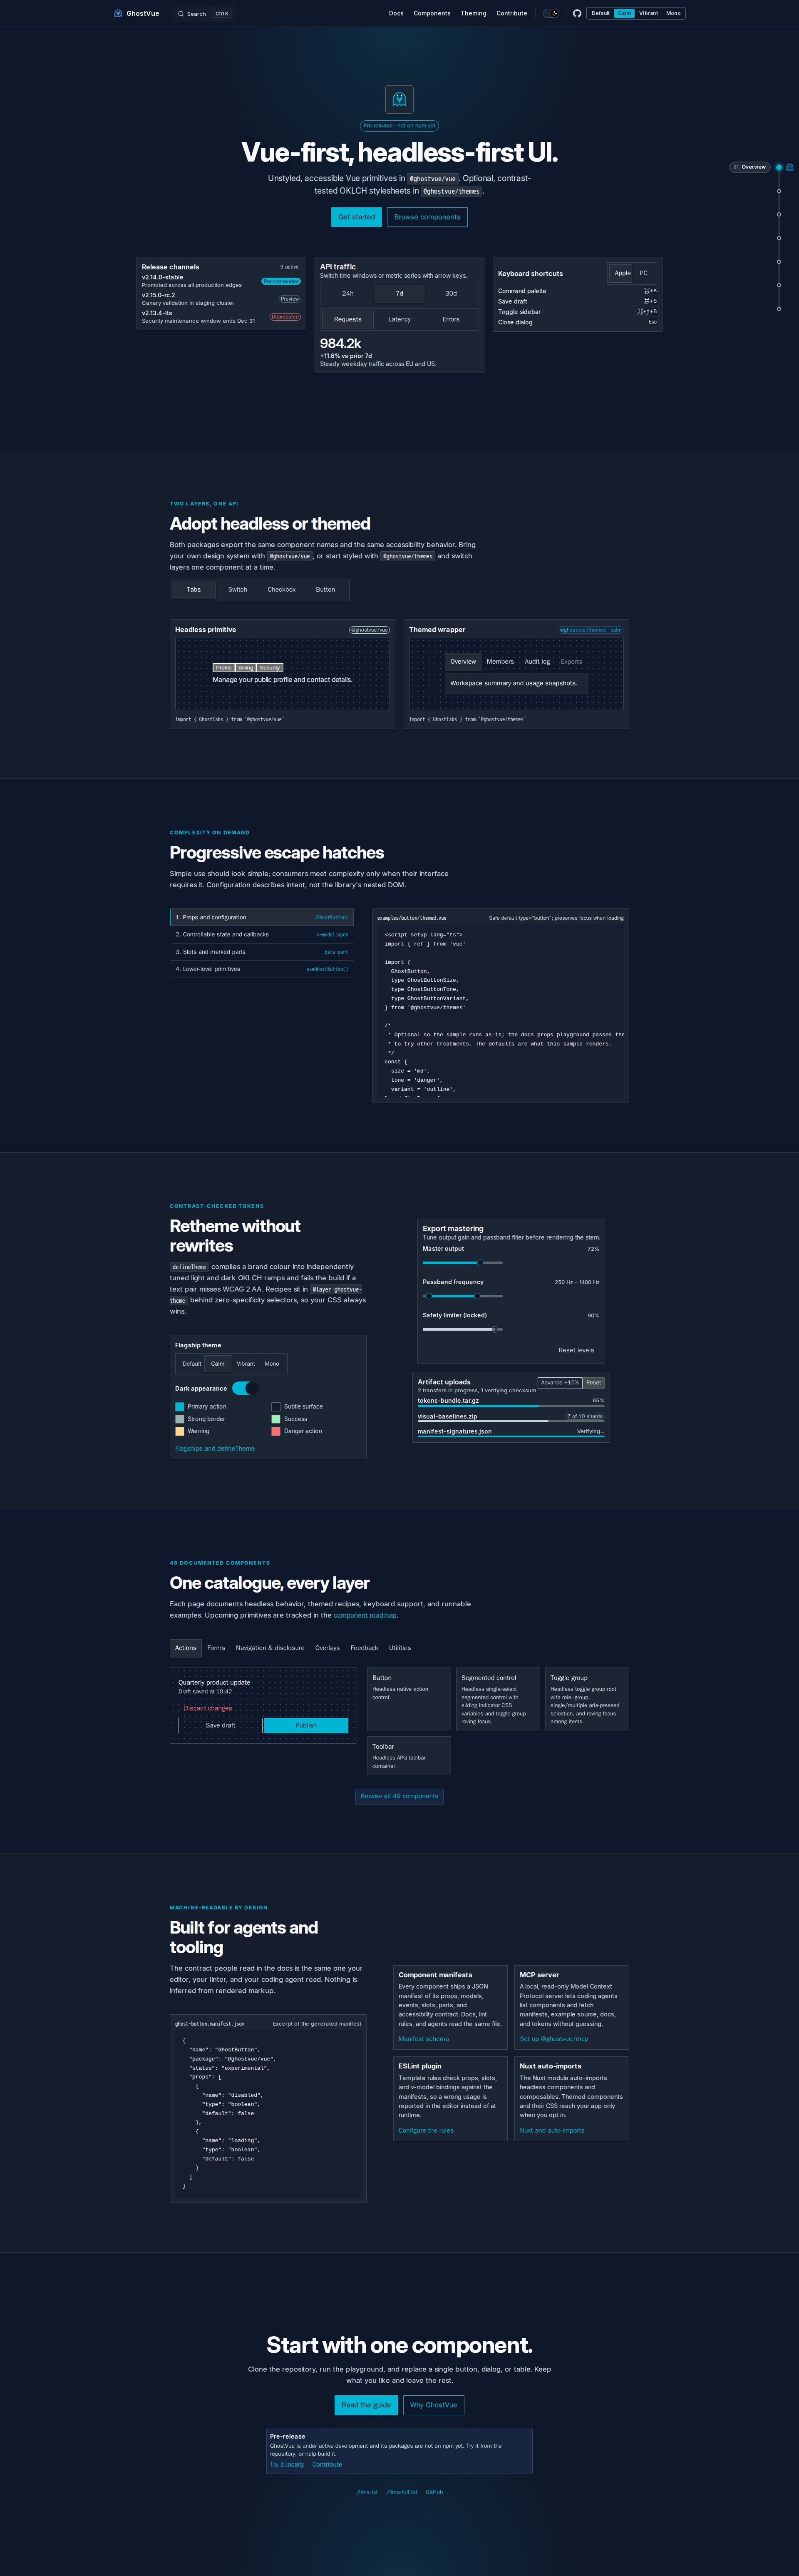 GhostVue
Search
Ctrl K
Docs
Components
Theming
Contribute
Default
Calm
Vibrant
Mono
Pre-release · not on npm yet
Vue-first, headless-first UI.
Unstyled, accessible Vue primitives in @ghostvue/vue. Optional, contrast-
tested OKLCH stylesheets in @ghostvue/themes.
Get started
Browse components
01 Overview
Release channels
3 active
v2.14.0-stable
Promoted across all production edges
Recommended
v2.15.0-rc.2
Canary validation in staging cluster
Preview
v2.13.4-lts
Security maintenance window ends Dec 31
Deprecated
API traffic
Switch time windows or metric series with arrow keys.
24h
7d
30d
Requests
Latency
Errors
984.2k
+11.6% vs prior 7d
Steady weekday traffic across EU and US.
Keyboard shortcuts
Apple
PC
Command palette
⌘+K
Save draft
⌘+S
Toggle sidebar
⌘+⇧+B
Close dialog
Esc
TWO LAYERS, ONE API
Adopt headless or themed
Both packages export the same component names and the same accessibility behavior. Bring
your own design system with @ghostvue/vue, or start styled with @ghostvue/themes and switch
layers one component at a time.
Tabs
Switch
Checkbox
Button
Headless primitive
@ghostvue/vue
Profile
Billing
Security
Manage your public profile and contact details.
import { GhostTabs } from '@ghostvue/vue'
Themed wrapper
@ghostvue/themes · calm
Overview
Members
Audit log
Exports
Workspace summary and usage snapshots.
import { GhostTabs } from '@ghostvue/themes'
COMPLEXITY ON DEMAND
Progressive escape hatches
Simple use should look simple; consumers meet complexity only when their interface
requires it. Configuration describes intent, not the library's nested DOM.
1. Props and configuration
<GhostButton>
2. Controllable state and callbacks
v-model:open
3. Slots and marked parts
data-part
4. Lower-level primitives
useGhostButton()
examples/button/themed.vue
Safe default type="button"; preserves focus when loading
<script setup lang="ts">
import { ref } from 'vue'
import {
GhostButton,
type GhostButtonSize,
type GhostButtonTone,
type GhostButtonVariant,
} from '@ghostvue/themes'
/*
* Optional so the sample runs as-is; the docs props playground passes the
* to try other treatments. The defaults are what this sample renders.
*/
const {
size = 'md',
tone = 'danger',
variant = 'outline',
CONTRAST-CHECKED TOKENS
Retheme without
rewrites
defineTheme compiles a brand colour into independently
tuned light and dark OKLCH ramps and fails the build if a
text pair misses WCAG 2 AA. Recipes sit in @layer ghostvue-
theme behind zero-specificity selectors, so your CSS always
wins.
Flagship theme
Default
Calm
Vibrant
Mono
Dark appearance
Primary action
Subtle surface
Strong border
Success
Warning
Danger action
Flagships and defineTheme
Export mastering
Tune output gain and passband filter before rendering the stem.
Master output
72%
Passband frequency
250 Hz – 1400 Hz
Safety limiter (locked)
90%
Reset levels
Artifact uploads
2 transfers in progress, 1 verifying checksum
Advance +15%
Reset
tokens-bundle.tar.gz
65%
visual-baselines.zip
7 of 10 shards
manifest-signatures.json
Verifying...
49 DOCUMENTED COMPONENTS
One catalogue, every layer
Each page documents headless behavior, themed recipes, keyboard support, and runnable
examples. Upcoming primitives are tracked in the component roadmap.
Actions
Forms
Navigation & disclosure
Overlays
Feedback
Utilities
Quarterly product update
Draft saved at 10:42
Discard changes
Save draft
Publish
Button
Headless native action
control.
Segmented control
Headless single-select
segmented control with
sliding indicator CSS
variables and toggle-group
roving focus.
Toggle group
Headless toggle group root
with role=group,
single/multiple aria-pressed
selection, and roving focus
among items.
Toolbar
Headless APG toolbar
container.
Browse all 49 components
MACHINE-READABLE BY DESIGN
Built for agents and
tooling
The contract people read in the docs is the same one your
editor, your linter, and your coding agent read. Nothing is
inferred from rendered markup.
ghost-button.manifest.json
Excerpt of the generated manifest
{
"name": "GhostButton",
"package": "@ghostvue/vue",
"status": "experimental",
"props": [
{
"name": "disabled",
"type": "boolean",
"default": false
},
{
"name": "loading",
"type": "boolean",
"default": false
}
]
}
Component manifests
Every component ships a JSON
manifest of its props, models,
events, slots, parts, and
accessibility contract. Docs, lint
rules, and agents read the same file.
Manifest schema
MCP server
A local, read-only Model Context
Protocol server lets coding agents
list components and fetch
manifests, example source, docs,
and tokens without guessing.
Set up @ghostvue/mcp
ESLint plugin
Template rules check props, slots,
and v-model bindings against the
manifests, so a wrong usage is
reported in the editor instead of at
runtime.
Configure the rules
Nuxt auto-imports
The Nuxt module auto-imports
headless components and
composables. Themed components
and their CSS reach your app only
when you opt in.
Nuxt and auto-imports
Start with one component.
Clone the repository, run the playground, and replace a single button, dialog, or table. Keep
what you like and leave the rest.
Read the guide
Why GhostVue
Pre-release
GhostVue is under active development and its packages are not on npm yet. Try it from the
repository, or help build it.
Try it locally
Contribute
/llms.txt
/llms-full.txt
GitHub